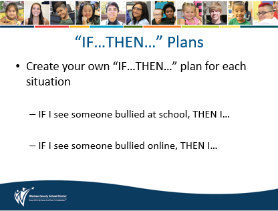 “IF...THEN...” Plans
• Create your own “IF...THEN...” plan for each
situation
– IF I see someone bullied at school, THEN I...
– IF I see someone bullied online, THEN I...